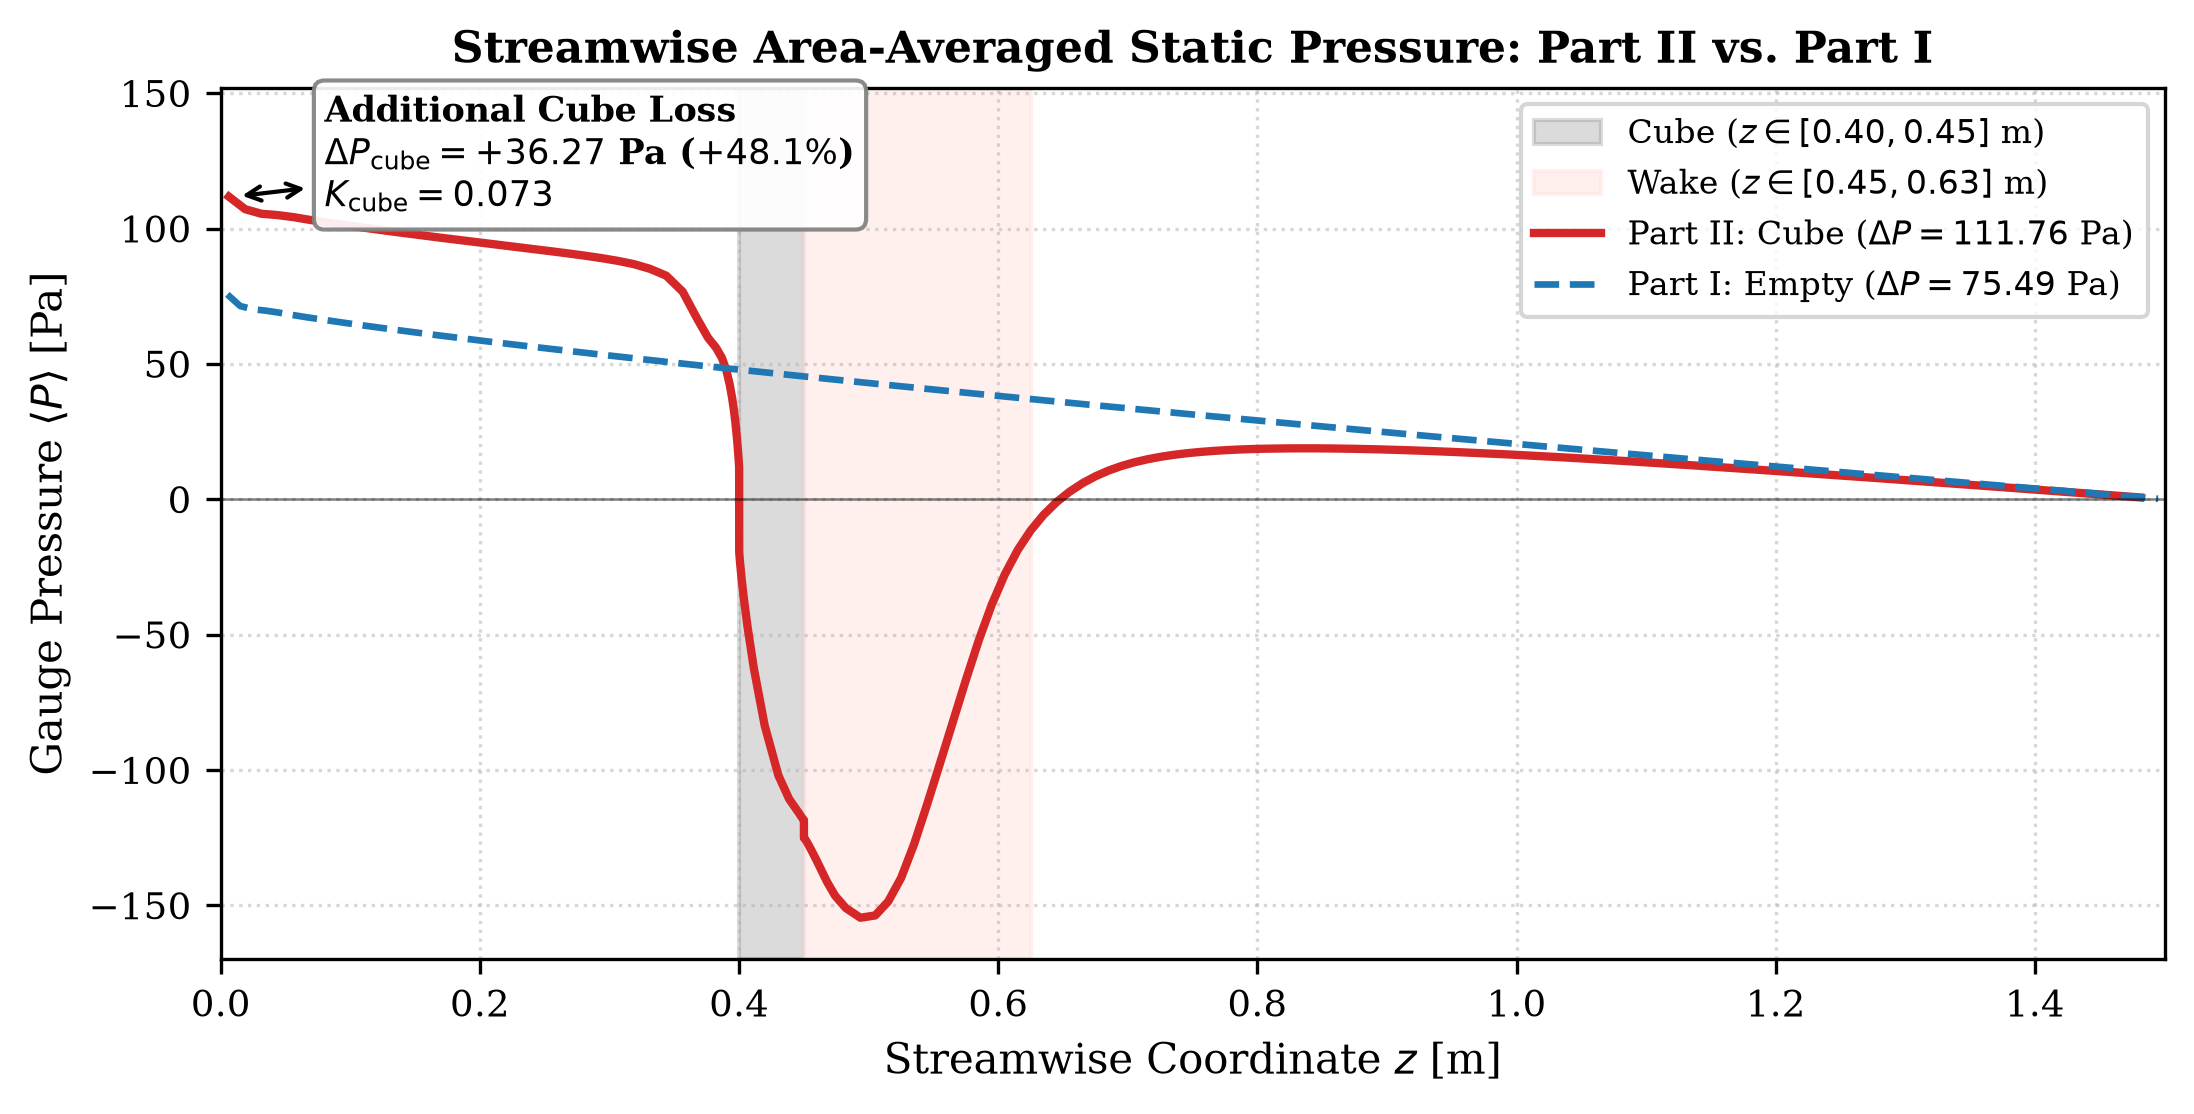 Streamwise Area-Averaged Static Pressure: Part II vs. Part I
Additional Cube Loss
ΔP_cube = +36.27 Pa (+48.1%)
K_cube = 0.073
Cube (z ∈ [0.40, 0.45] m)
Wake (z ∈ [0.45, 0.63] m)
Part II: Cube (ΔP = 111.76 Pa)
Part I: Empty (ΔP = 75.49 Pa)
Gauge Pressure ⟨P⟩ [Pa]
150
100
50
0
−50
−100
−150
0.0 0.2 0.4 0.6 0.8 1.0 1.2 1.4
Streamwise Coordinate z [m]